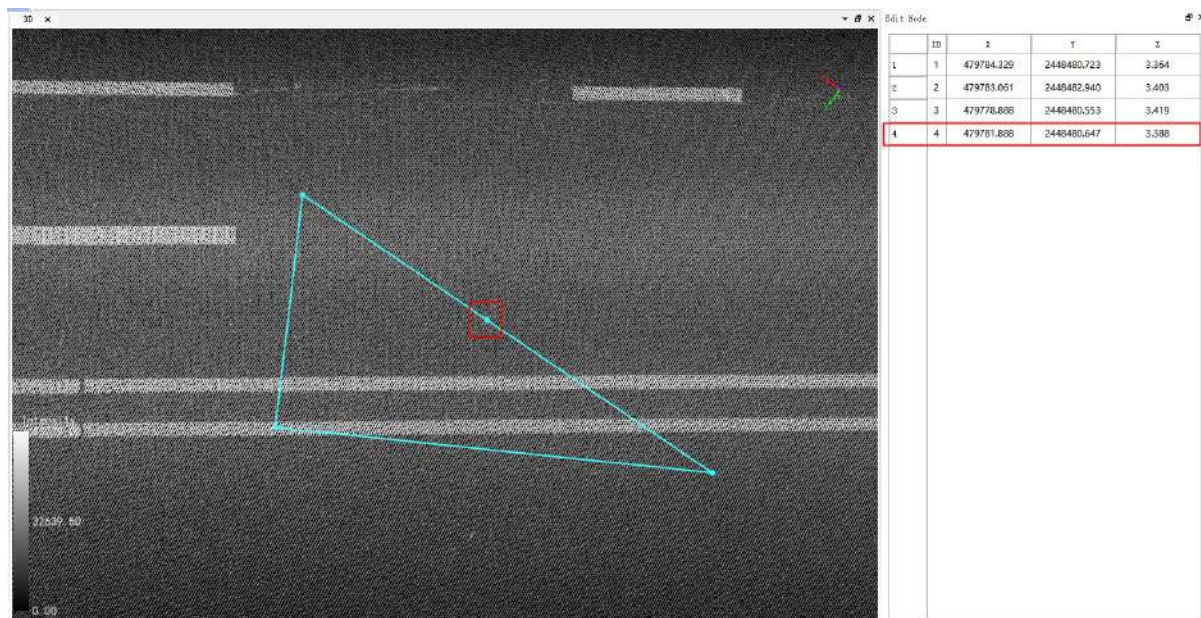 3D
Edit Node
ID X Y Z
1 1 479784.329 2448480.723 3.364
2 2 479783.061 2448482.940 3.403
3 3 479778.888 2448480.553 3.419
4 4 479781.888 2448480.647 3.388
Intensity
32639.50
0.00